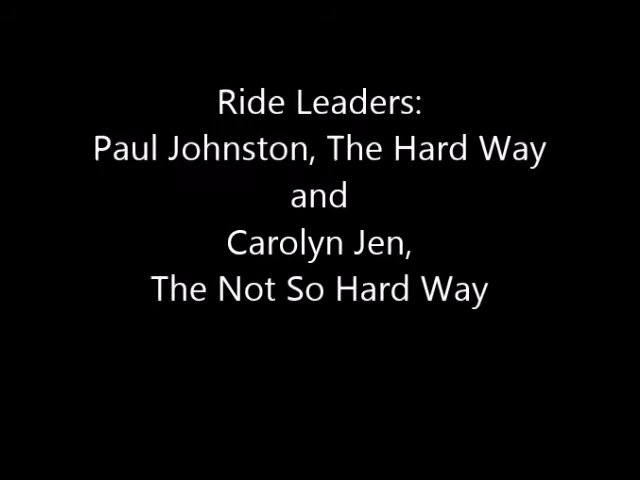 Ride Leaders:
Paul Johnston, The Hard Way
and
Carolyn Jen,
The Not So Hard Way